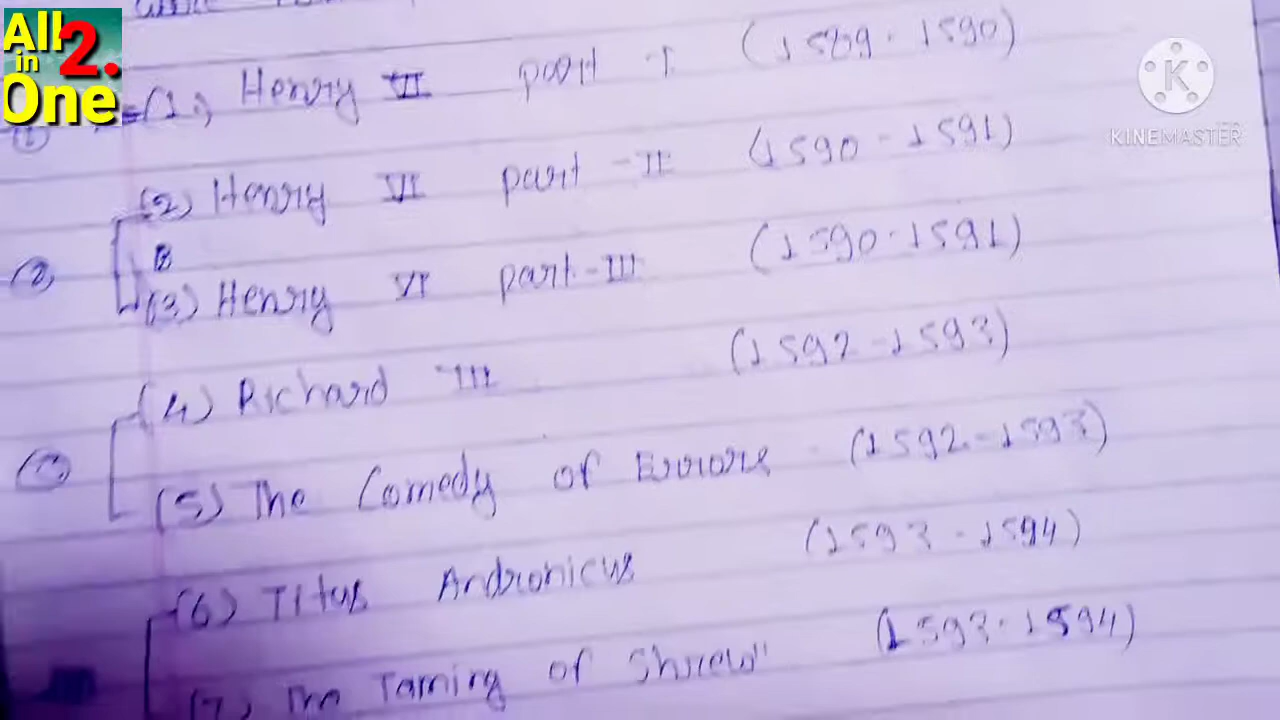 All in 2.
One
KINEMASTER
(1) Henry VI part - I (1589-1590)
(2) Henry VI part - II (1590-1591)
(3) Henry VI part - III (1590-1591)
(4) Richard III (1592-1593)
(5) The Comedy of Errors - (1592-1593)
(6) Titus Andronicus (1593-1594)
(7) The Taming of Shrew" (1593-1594)